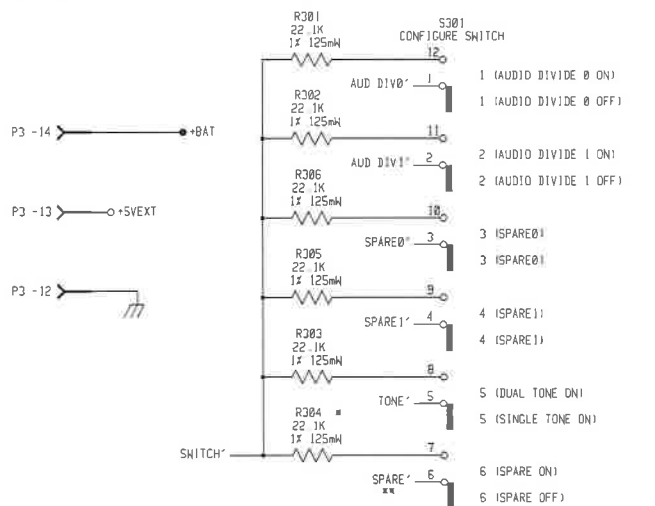 R301
22.1K
1% 125mW
S301
CONFIGURE SWITCH
12
AUD DIV0' 1
1 (AUDIO DIVIDE 0 ON)
1 (AUDIO DIVIDE 0 OFF)
R302
22.1K
1% 125mW
P3 -14 +BAT
11
AUD DIV1' 2
2 (AUDIO DIVIDE 1 ON)
2 (AUDIO DIVIDE 1 OFF)
R306
22.1K
1% 125mW
P3 -13 +5VEXT
10
SPARE0' 3
3 (SPARE0)
3 (SPARE0)
R305
22.1K
1% 125mW
P3 -12
9
SPARE1' 4
4 (SPARE1)
4 (SPARE1)
R303
22.1K
1% 125mW
8
TONE' 5
5 (DUAL TONE ON)
5 (SINGLE TONE ON)
R304 *
22.1K
1% 125mW
SWITCH'
7
SPARE' 6
**
6 (SPARE ON)
6 (SPARE OFF)